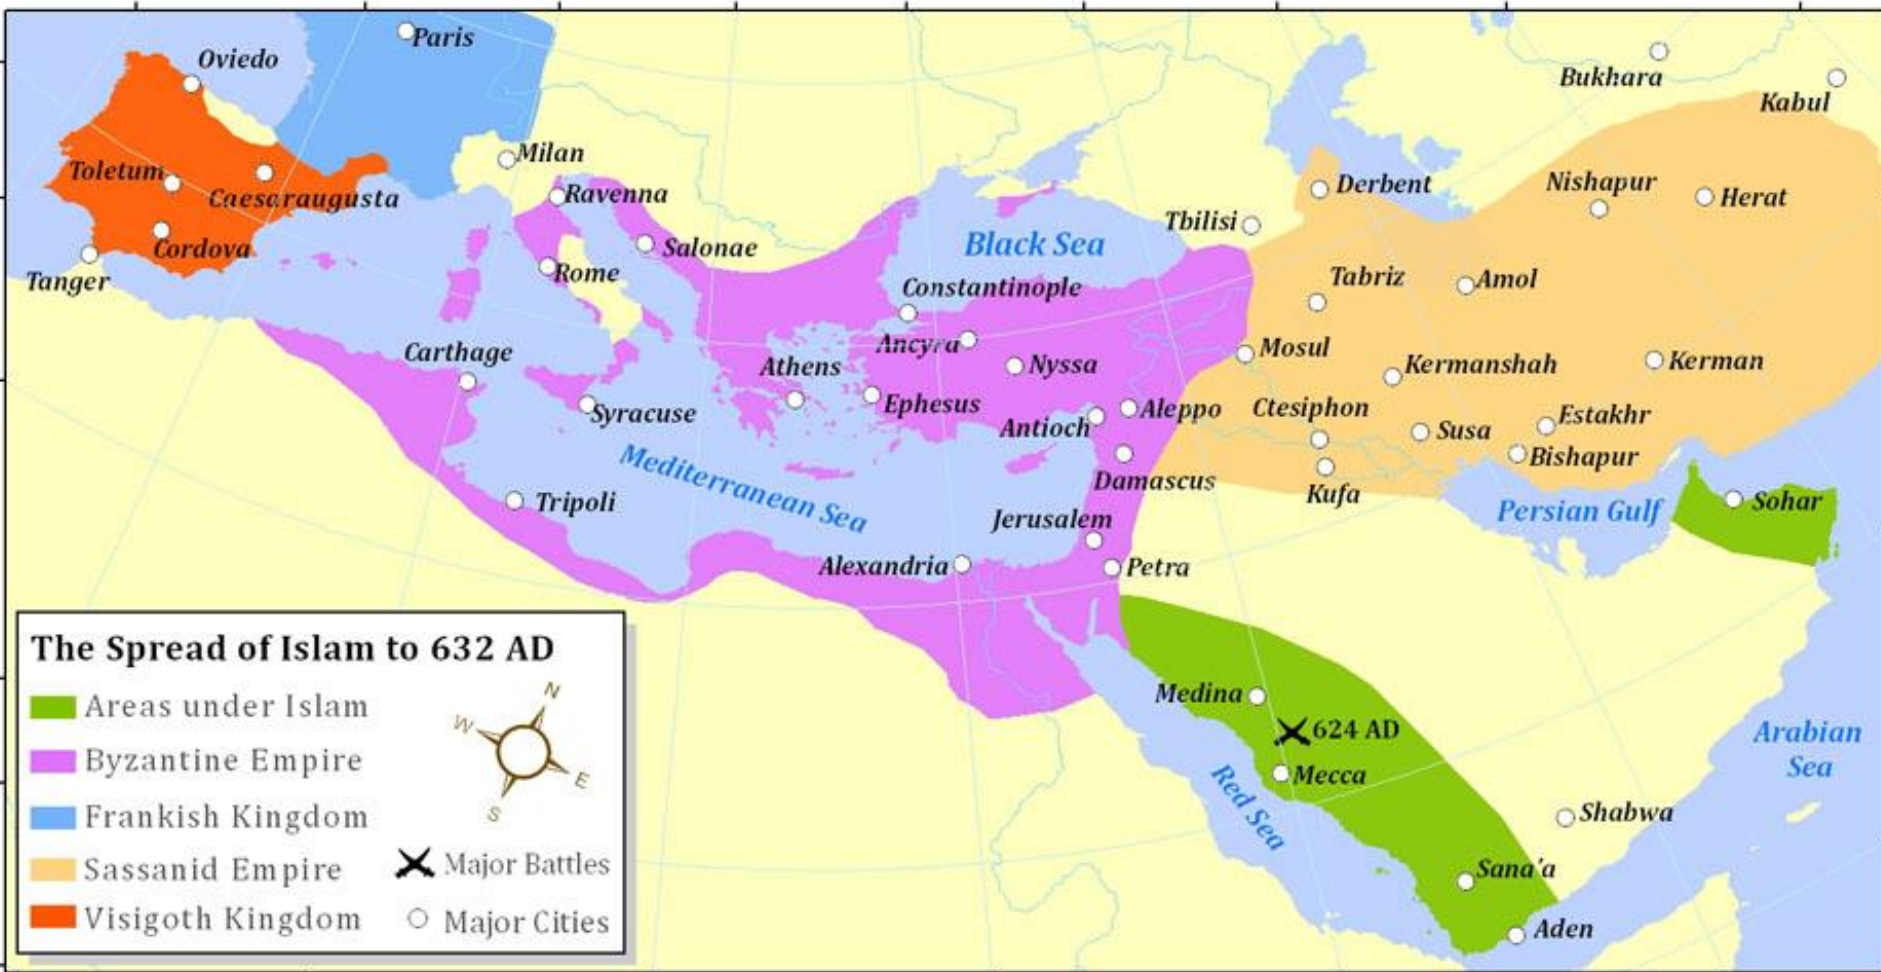 Paris
Oviedo
Bukhara
Kabul
Milan
Toletum
Caesaraugusta
Ravenna
Derbent
Nishapur
Herat
Tbilisi
Cordova
Salonae
Black Sea
Tanger
Rome
Constantinople
Tabriz
Amol
Carthage
Ancyra
Athens
Nyssa
Mosul
Kermanshah
Kerman
Syracuse
Ephesus
Aleppo
Ctesiphon
Antioch
Susa
Estakhr
Bishapur
Mediterranean Sea
Damascus
Kufa
Tripoli
Jerusalem
Persian Gulf
Sohar
Alexandria
Petra
The Spread of Islam to 632 AD
Areas under Islam
Byzantine Empire
Frankish Kingdom
Sassanid Empire
Visigoth Kingdom
N
W
E
S
Major Battles
Major Cities
Medina
624 AD
Mecca
Red Sea
Arabian
Sea
Shabwa
Sana'a
Aden